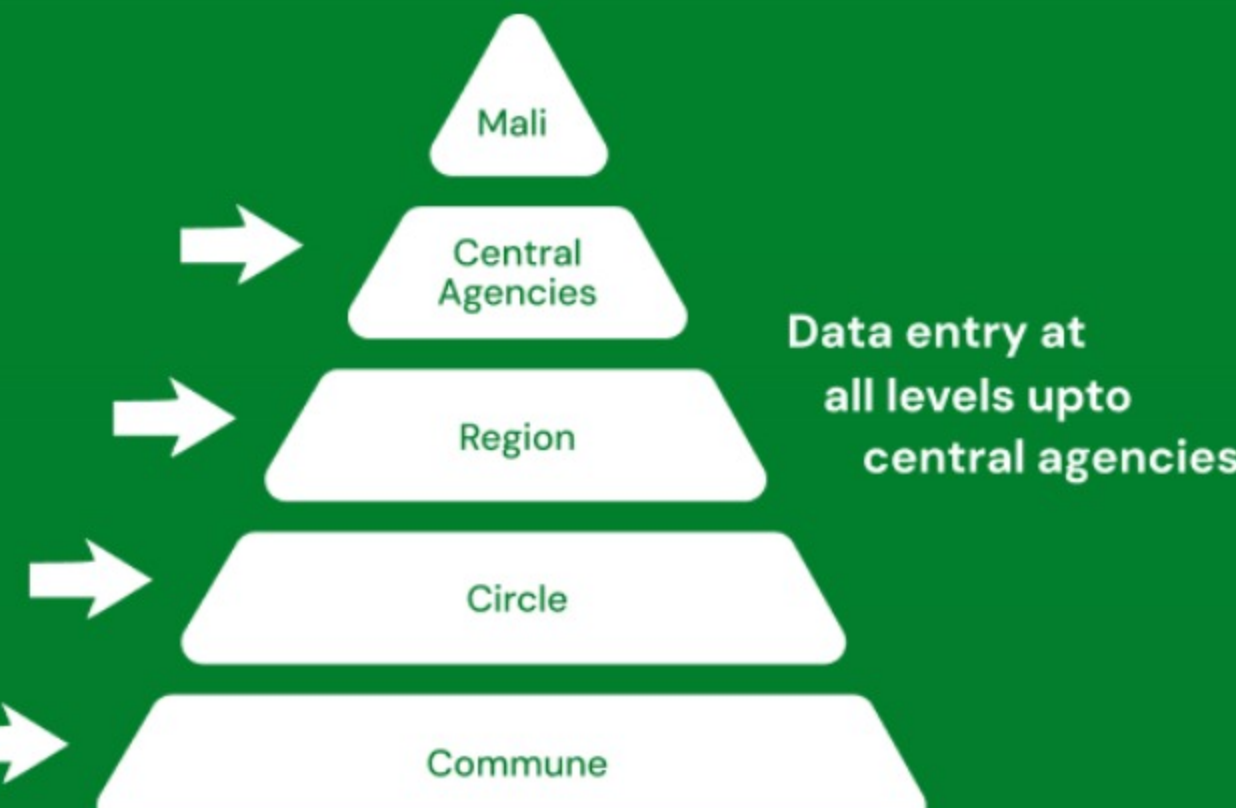 Mali
Central
Agencies
Data entry at
all levels upto
central agencies
Region
Circle
Commune